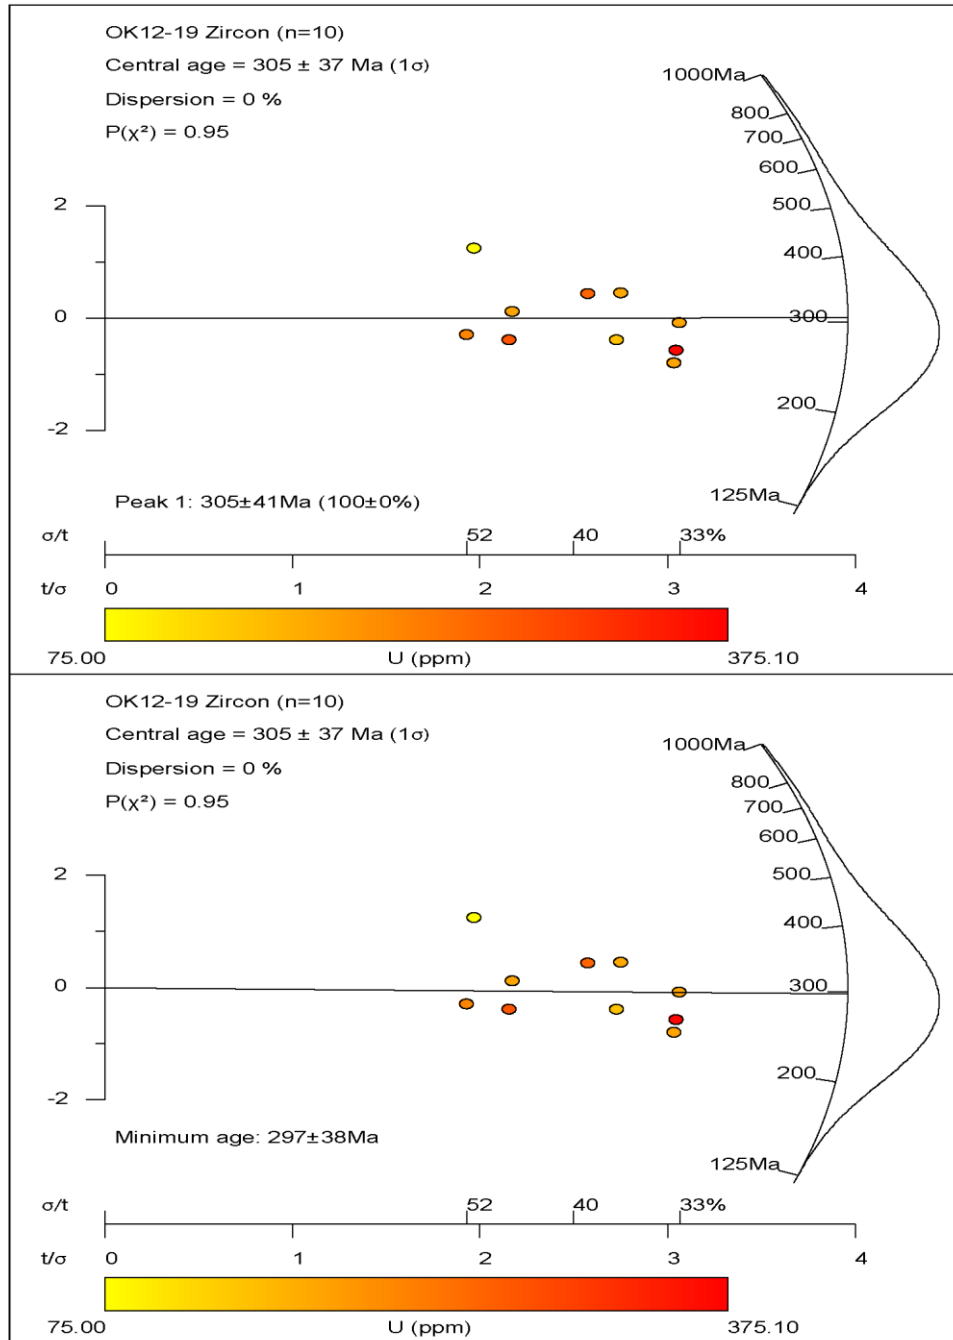 OK12-19 Zircon (n=10)
Central age = 305 ± 37 Ma (1σ)
Dispersion = 0 %
P(χ²) = 0.95
1000Ma
800
700
600
500
400
300
200
125Ma
2
0
-2
Peak 1: 305±41Ma (100±0%)
σ/t 52 40 33%
t/σ 0 1 2 3 4
75.00 U (ppm) 375.10
OK12-19 Zircon (n=10)
Central age = 305 ± 37 Ma (1σ)
Dispersion = 0 %
P(χ²) = 0.95
1000Ma
800
700
600
500
400
300
200
125Ma
2
0
-2
Minimum age: 297±38Ma
σ/t 52 40 33%
t/σ 0 1 2 3 4
75.00 U (ppm) 375.10